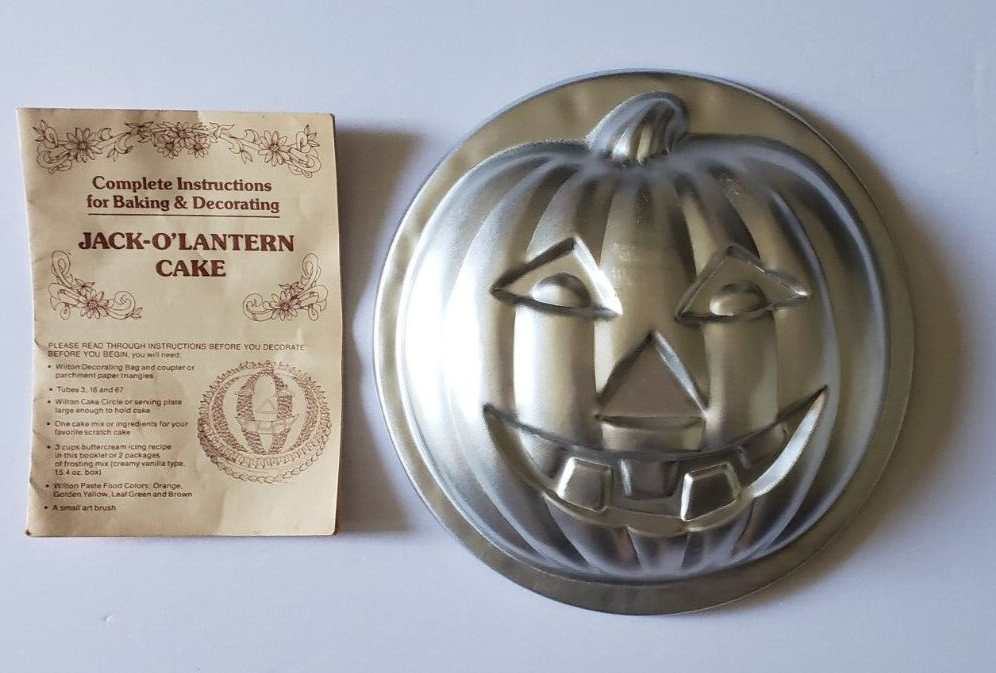 Complete Instructions
for Baking & Decorating
JACK-O'LANTERN
CAKE
PLEASE READ THROUGH INSTRUCTIONS BEFORE YOU DECORATE
BEFORE YOU BEGIN, you will need:
• Wilton Decorating Bag and coupler or
parchment paper triangles
• Tubes 3, 16 and 67
• Wilton Cake Circle or serving plate
large enough to hold cake
• One cake mix or ingredients for your
favorite scratch cake
• 3 cups buttercream icing recipe
in this booklet or 2 packages
of frosting mix (creamy vanilla type,
15.4 oz. box)
• Wilton Paste Food Colors: Orange,
Golden Yellow, Leaf Green and Brown
• A small art brush